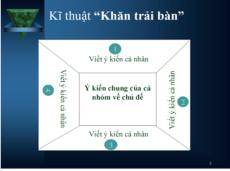 Kĩ thuật “Khăn trải bàn”
1
Viết ý kiến cá nhân
4
Viết ý kiến cá nhân
Ý kiến chung của cả
nhóm về chủ đề
Viết ý kiến cá nhân
2
Viết ý kiến cá nhân
3